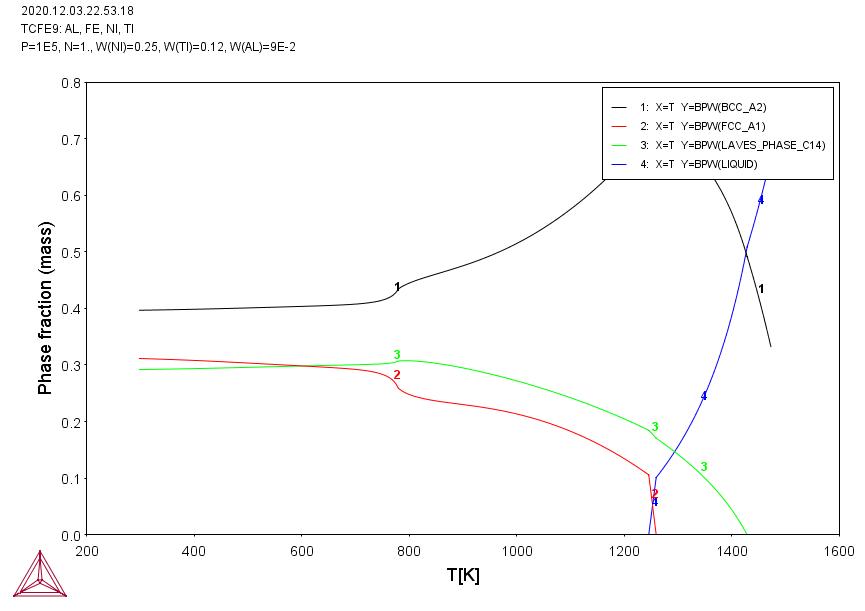 2020.12.03.22.53.18
TCFE9: AL, FE, NI, TI
P=1E5, N=1., W(NI)=0.25, W(TI)=0.12, W(AL)=9E-2
0.8
0.7
0.6
0.5
0.4
0.3
0.2
0.1
0.0
Phase fraction (mass)
1: X=T Y=BPW(BCC_A2)
2: X=T Y=BPW(FCC_A1)
3: X=T Y=BPW(LAVES_PHASE_C14)
4: X=T Y=BPW(LIQUID)
4
1
1
3
2
4
3
3
2
4
200 400 600 800 1000 1200 1400 1600
T[K]